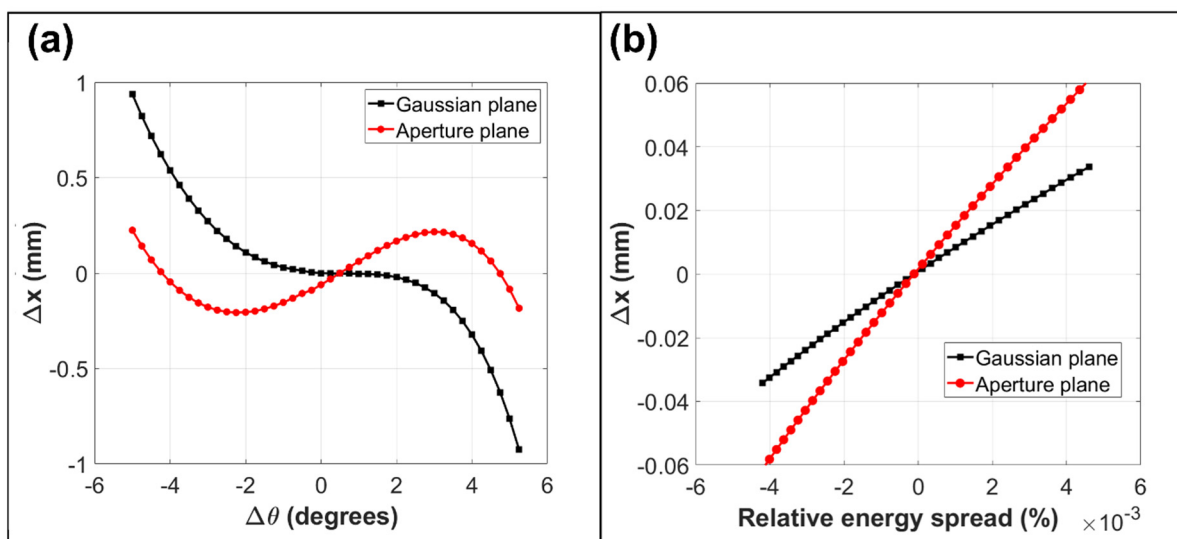 (a)
Gaussian plane
Aperture plane
1
0.5
0
-0.5
-1
Δx (mm)
-6 -4 -2 0 2 4 6
Δθ (degrees)
(b)
0.06
0.04
0.02
0
-0.02
-0.04
-0.06
Δx (mm)
Gaussian plane
Aperture plane
-6 -4 -2 0 2 4 6
Relative energy spread (%) ×10⁻³